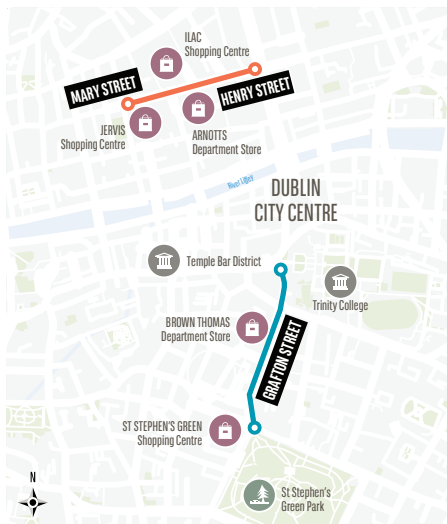 ILAC
Shopping Centre
MARY STREET
HENRY STREET
JERVIS
Shopping Centre
ARNOTTS
Department Store
River Liffey
DUBLIN
CITY CENTRE
Temple Bar District
Trinity College
BROWN THOMAS
Department Store
GRAFTON STREET
ST STEPHEN'S GREEN
Shopping Centre
N
St Stephen's
Green Park